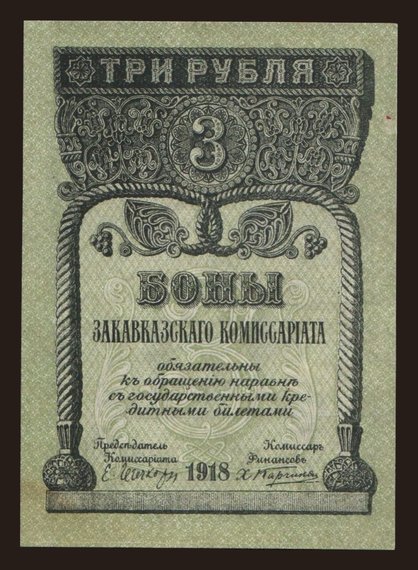 ТРИ РУБЛЯ
3
БОНЫ
ЗАКАВКАЗСКАГО КОМИССАРІАТА
обязательны
къ обращенію наравнѣ
съ государственными кре-
дитными билетами
Предсѣдатель Комиссаръ
Комиссаріата Финансовъ
1918